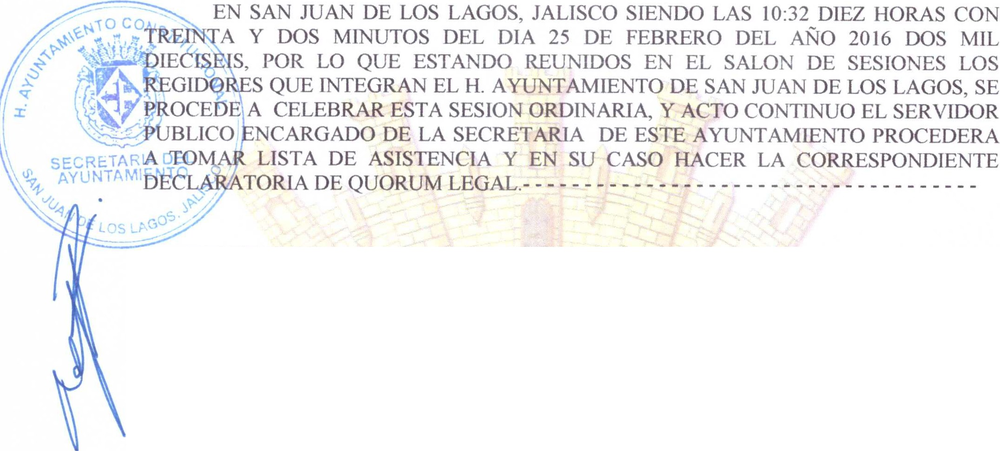 EN SAN JUAN DE LOS LAGOS, JALISCO SIENDO LAS 10:32 DIEZ HORAS CON
TREINTA Y DOS MINUTOS DEL DIA 25 DE FEBRERO DEL AÑO 2016 DOS MIL
DIECISEIS, POR LO QUE ESTANDO REUNIDOS EN EL SALON DE SESIONES LOS
REGIDORES QUE INTEGRAN EL H. AYUNTAMIENTO DE SAN JUAN DE LOS LAGOS, SE
PROCEDE A CELEBRAR ESTA SESION ORDINARIA, Y ACTO CONTINUO EL SERVIDOR
PUBLICO ENCARGADO DE LA SECRETARIA DE ESTE AYUNTAMIENTO PROCEDERA
A TOMAR LISTA DE ASISTENCIA Y EN SU CASO HACER LA CORRESPONDIENTE
DECLARATORIA DE QUORUM LEGAL.- - - - - - - - - - - - - - - - - - - - - - - - - - - - - - - - - - - - -
H. AYUNTAMIENTO CONSTITUCIONAL
SECRETARIA DEL
AYUNTAMIENTO
SAN JUAN DE LOS LAGOS. JALISCO